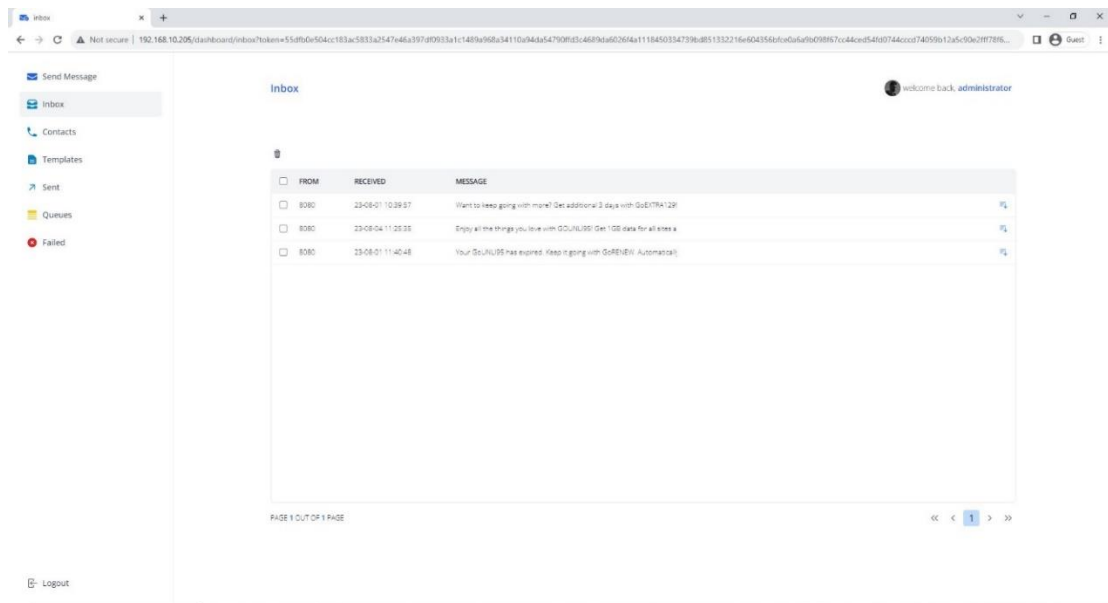 inbox
Not secure | 192.168.10.205/dashboard/inbox?token=
Guest
Send Message
Inbox
Contacts
Templates
Sent
Queues
Failed
Logout
Inbox
welcome back, administrator
FROM RECEIVED MESSAGE
8080 23-08-01 10:39:57 Want to keep going with more? Get additional 3 days with GoEXTRA129!
8080 23-08-04 11:25:35 Enjoy all the things you love with GOUNLI95! Get 1GB data for all sites a
8080 23-08-01 11:40:48 Your GoUNLI95 has expired. Keep it going with GoRENEW. Automatically
PAGE 1 OUT OF 1 PAGE
1